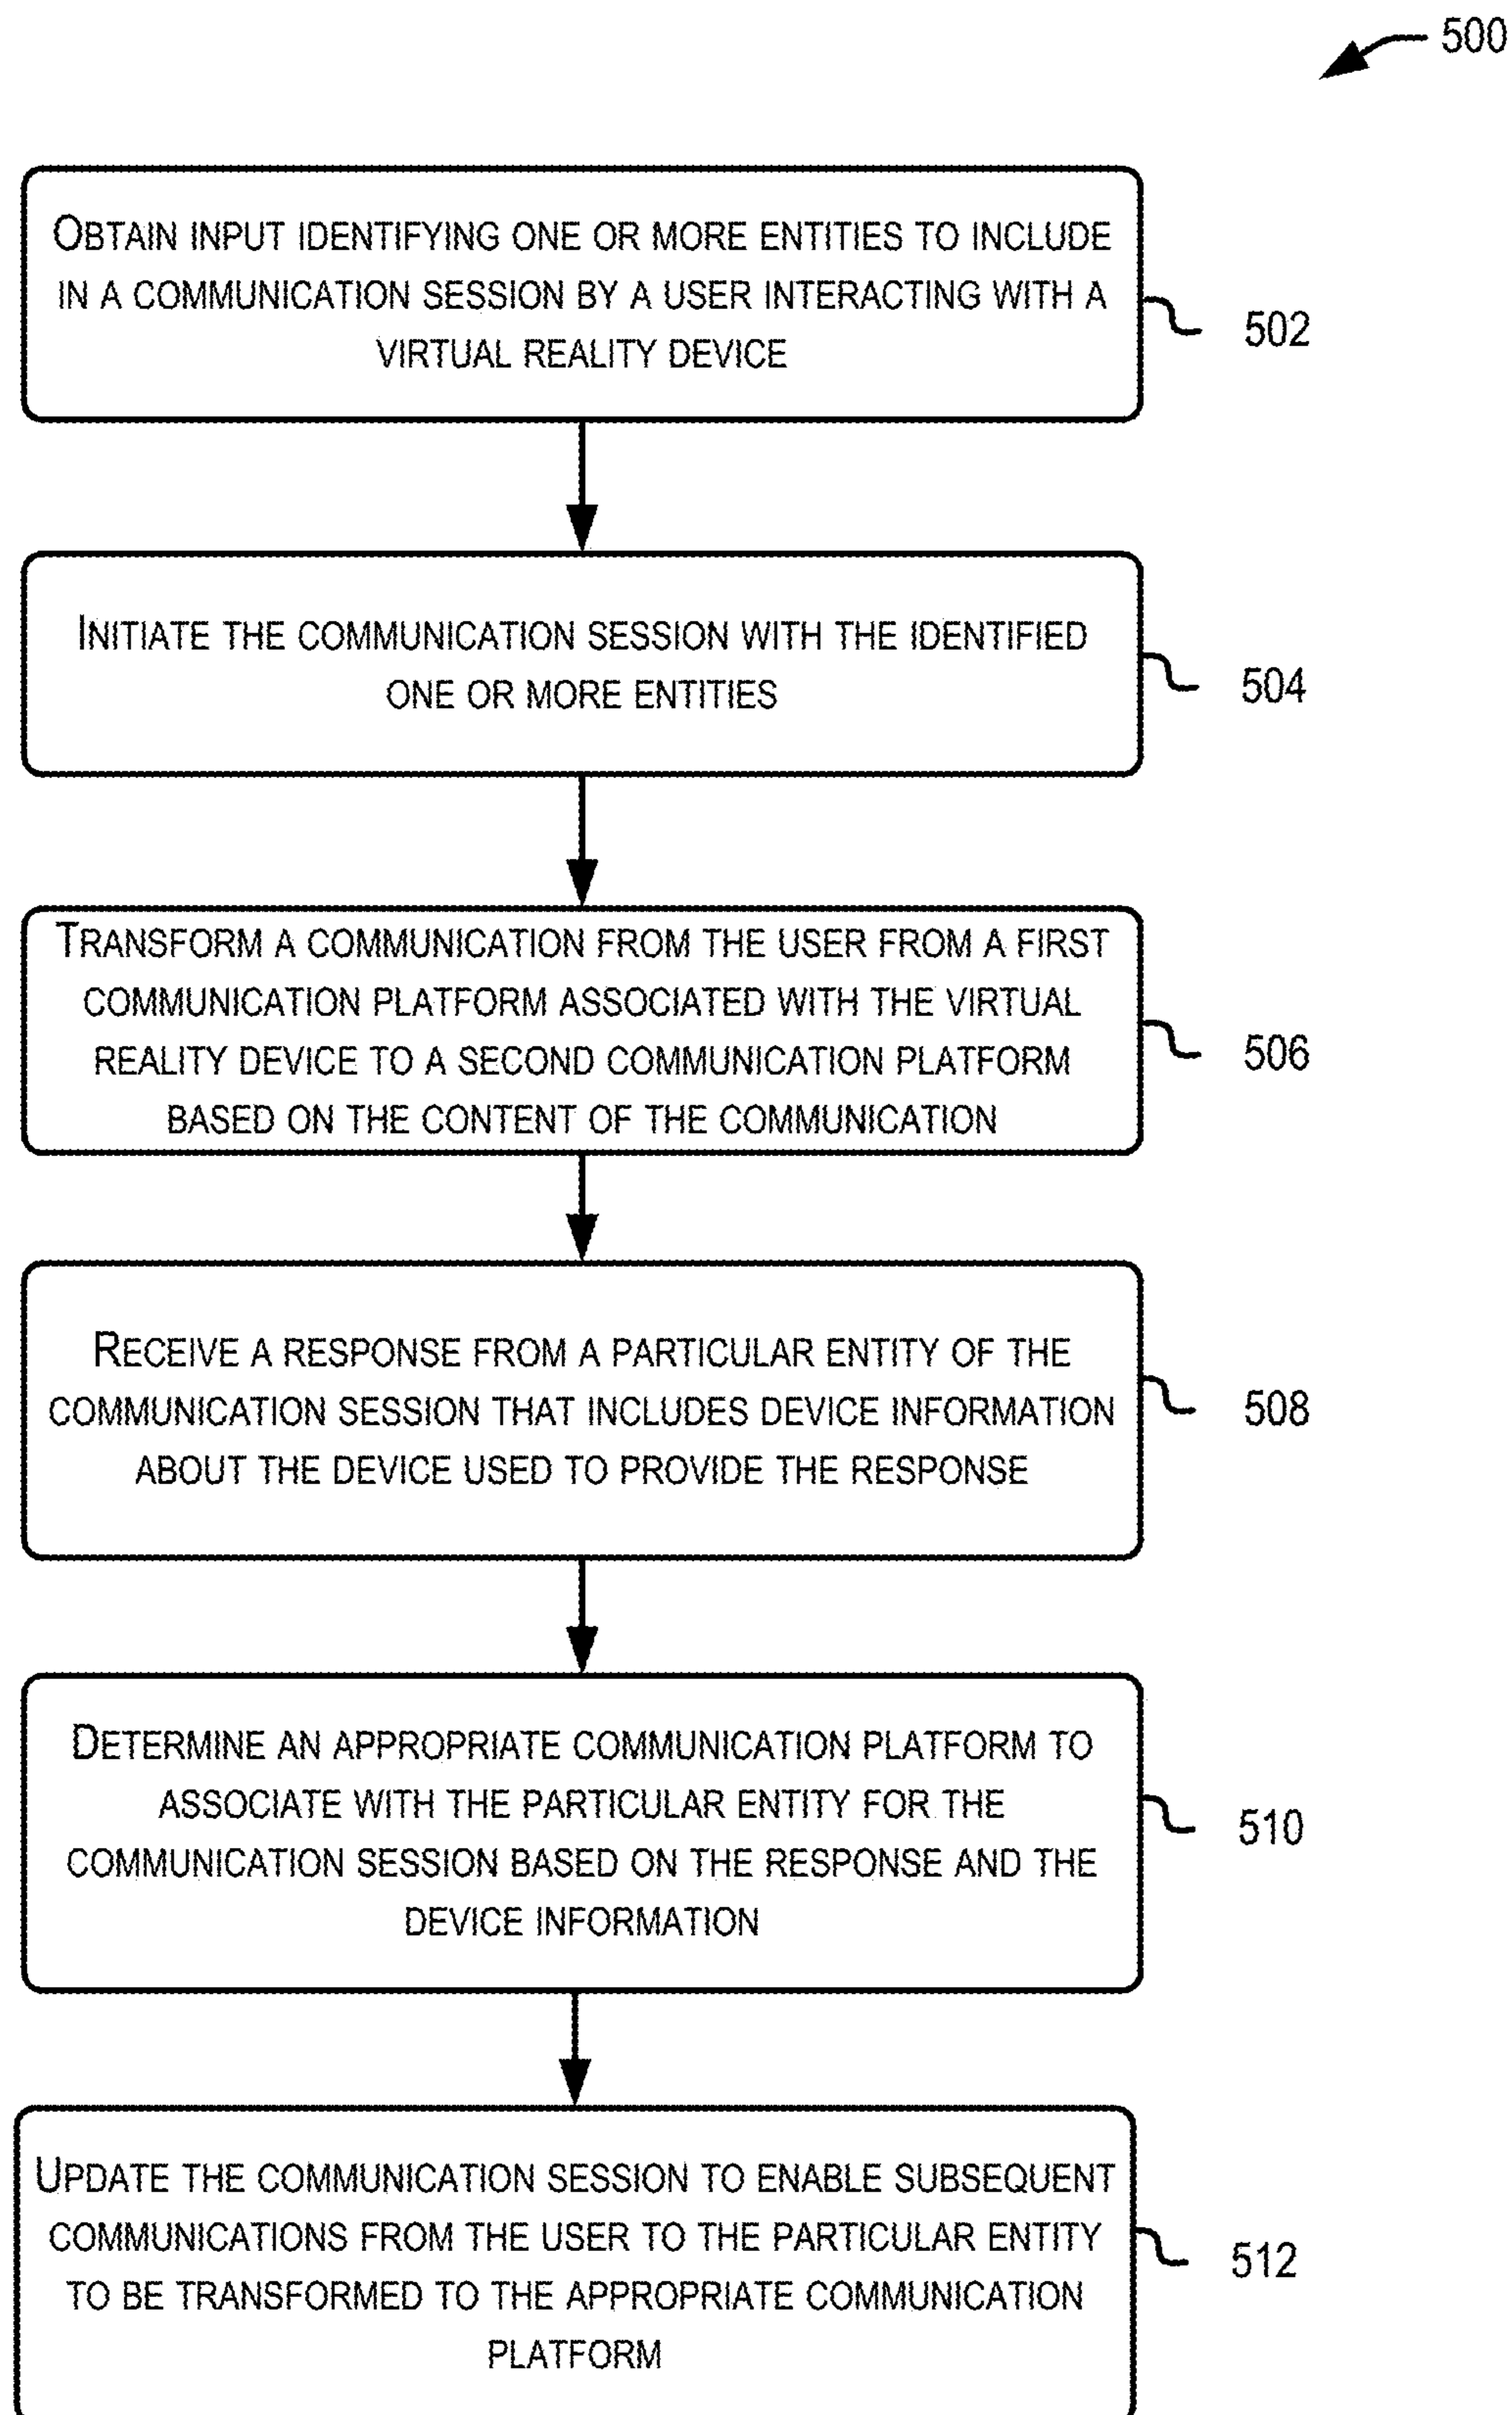 500
OBTAIN INPUT IDENTIFYING ONE OR MORE ENTITIES TO INCLUDE
IN A COMMUNICATION SESSION BY A USER INTERACTING WITH A
VIRTUAL REALITY DEVICE
502
INITIATE THE COMMUNICATION SESSION WITH THE IDENTIFIED
ONE OR MORE ENTITIES
504
TRANSFORM A COMMUNICATION FROM THE USER FROM A FIRST
COMMUNICATION PLATFORM ASSOCIATED WITH THE VIRTUAL
REALITY DEVICE TO A SECOND COMMUNICATION PLATFORM
BASED ON THE CONTENT OF THE COMMUNICATION
506
RECEIVE A RESPONSE FROM A PARTICULAR ENTITY OF THE
COMMUNICATION SESSION THAT INCLUDES DEVICE INFORMATION
ABOUT THE DEVICE USED TO PROVIDE THE RESPONSE
508
DETERMINE AN APPROPRIATE COMMUNICATION PLATFORM TO
ASSOCIATE WITH THE PARTICULAR ENTITY FOR THE
COMMUNICATION SESSION BASED ON THE RESPONSE AND THE
DEVICE INFORMATION
510
UPDATE THE COMMUNICATION SESSION TO ENABLE SUBSEQUENT
COMMUNICATIONS FROM THE USER TO THE PARTICULAR ENTITY
TO BE TRANSFORMED TO THE APPROPRIATE COMMUNICATION
PLATFORM
512